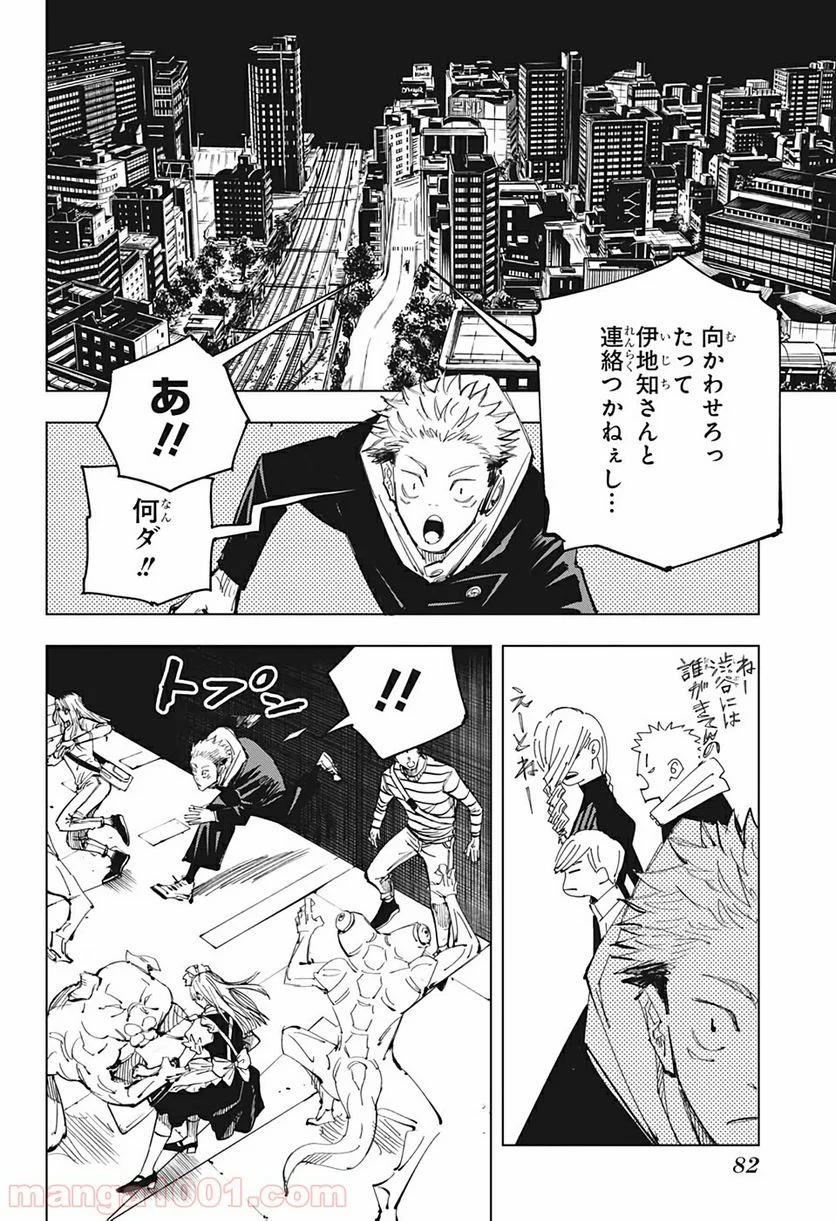 向かわせろっ
たって
伊地知さんと
連絡つかねぇし…
あ!!
何ダ!!
ねー
渋谷には
誰がきてんの
えーとねー
!!
トプン
82
manga1001.com